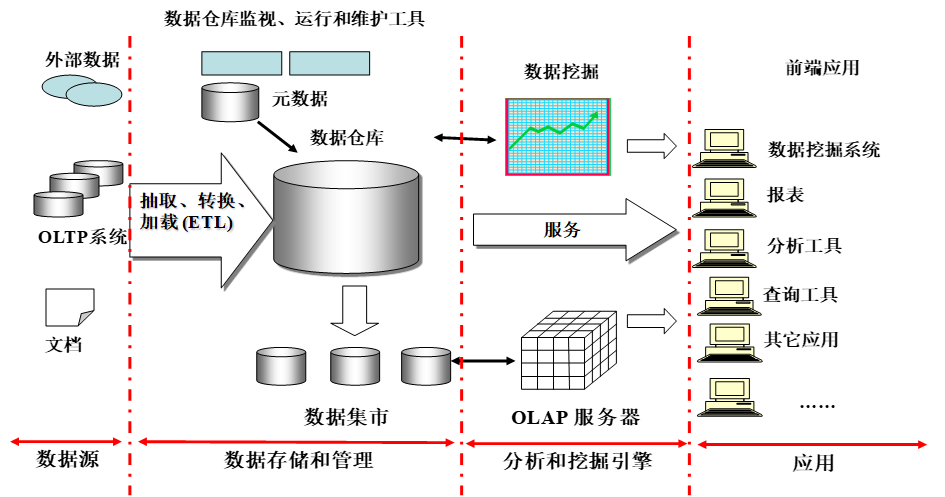 数据仓库监视、运行和维护工具
外部数据
元数据
数据仓库
OLTP系统
抽取、转换、
加载(ETL)
文档
数据集市
数据挖掘
服务
OLAP 服务器
前端应用
数据挖掘系统
报表
分析工具
查询工具
其它应用
……
数据源
数据存储和管理
分析和挖掘引擎
应用